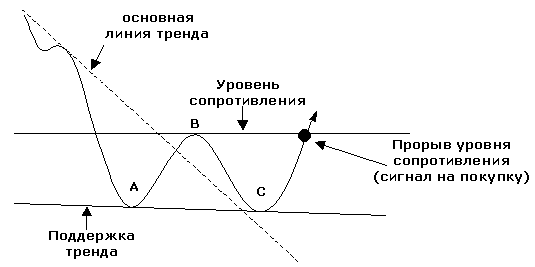 основная
линия тренда
Уровень
сопротивления
B
Прорыв уровня
сопротивления
(сигнал на покупку)
A
C
Поддержка
тренда